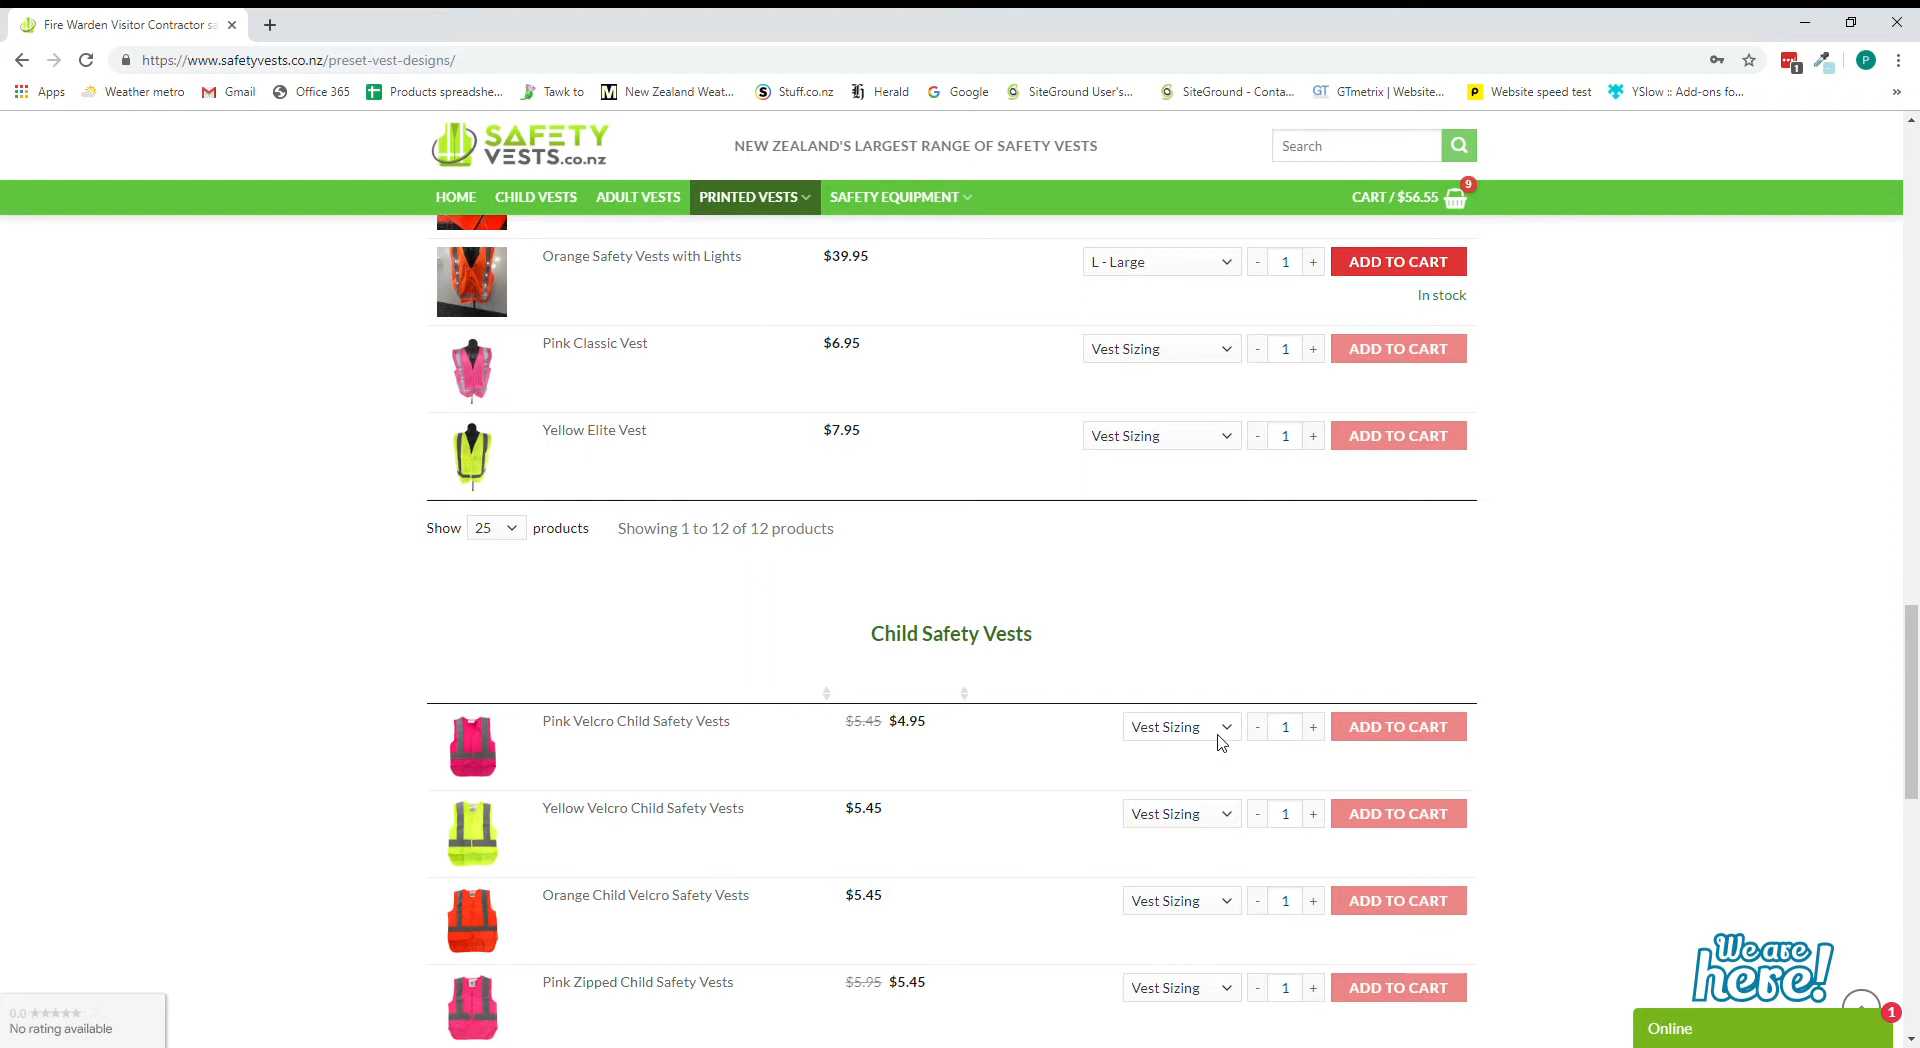 Fire Warden Visitor Contractor sa
https://www.safetyvests.co.nz/preset-vest-designs/
1
P
Apps Weather metro Gmail Office 365 Products spreadshe... Tawk to New Zealand Weat... Stuff.co.nz Herald Google SiteGround User's... SiteGround - Conta... GTmetrix | Website... Website speed test YSlow :: Add-ons fo... »
SAFETY
VESTS.co.nz
NEW ZEALAND'S LARGEST RANGE OF SAFETY VESTS
Search
HOME CHILD VESTS ADULT VESTS PRINTED VESTS SAFETY EQUIPMENT CART / $56.55 9
Orange Safety Vests with Lights $39.95 L - Large - 1 + ADD TO CART
In stock
Pink Classic Vest $6.95 Vest Sizing - 1 + ADD TO CART
Yellow Elite Vest $7.95 Vest Sizing - 1 + ADD TO CART
Show 25 products Showing 1 to 12 of 12 products
Child Safety Vests
Pink Velcro Child Safety Vests $5.45 $4.95 Vest Sizing - 1 + ADD TO CART
Yellow Velcro Child Safety Vests $5.45 Vest Sizing - 1 + ADD TO CART
Orange Child Velcro Safety Vests $5.45 Vest Sizing - 1 + ADD TO CART
Pink Zipped Child Safety Vests $5.95 $5.45 Vest Sizing - 1 + ADD TO CART
We are
here!
0.0 ★★★★★
No rating available
Online
1